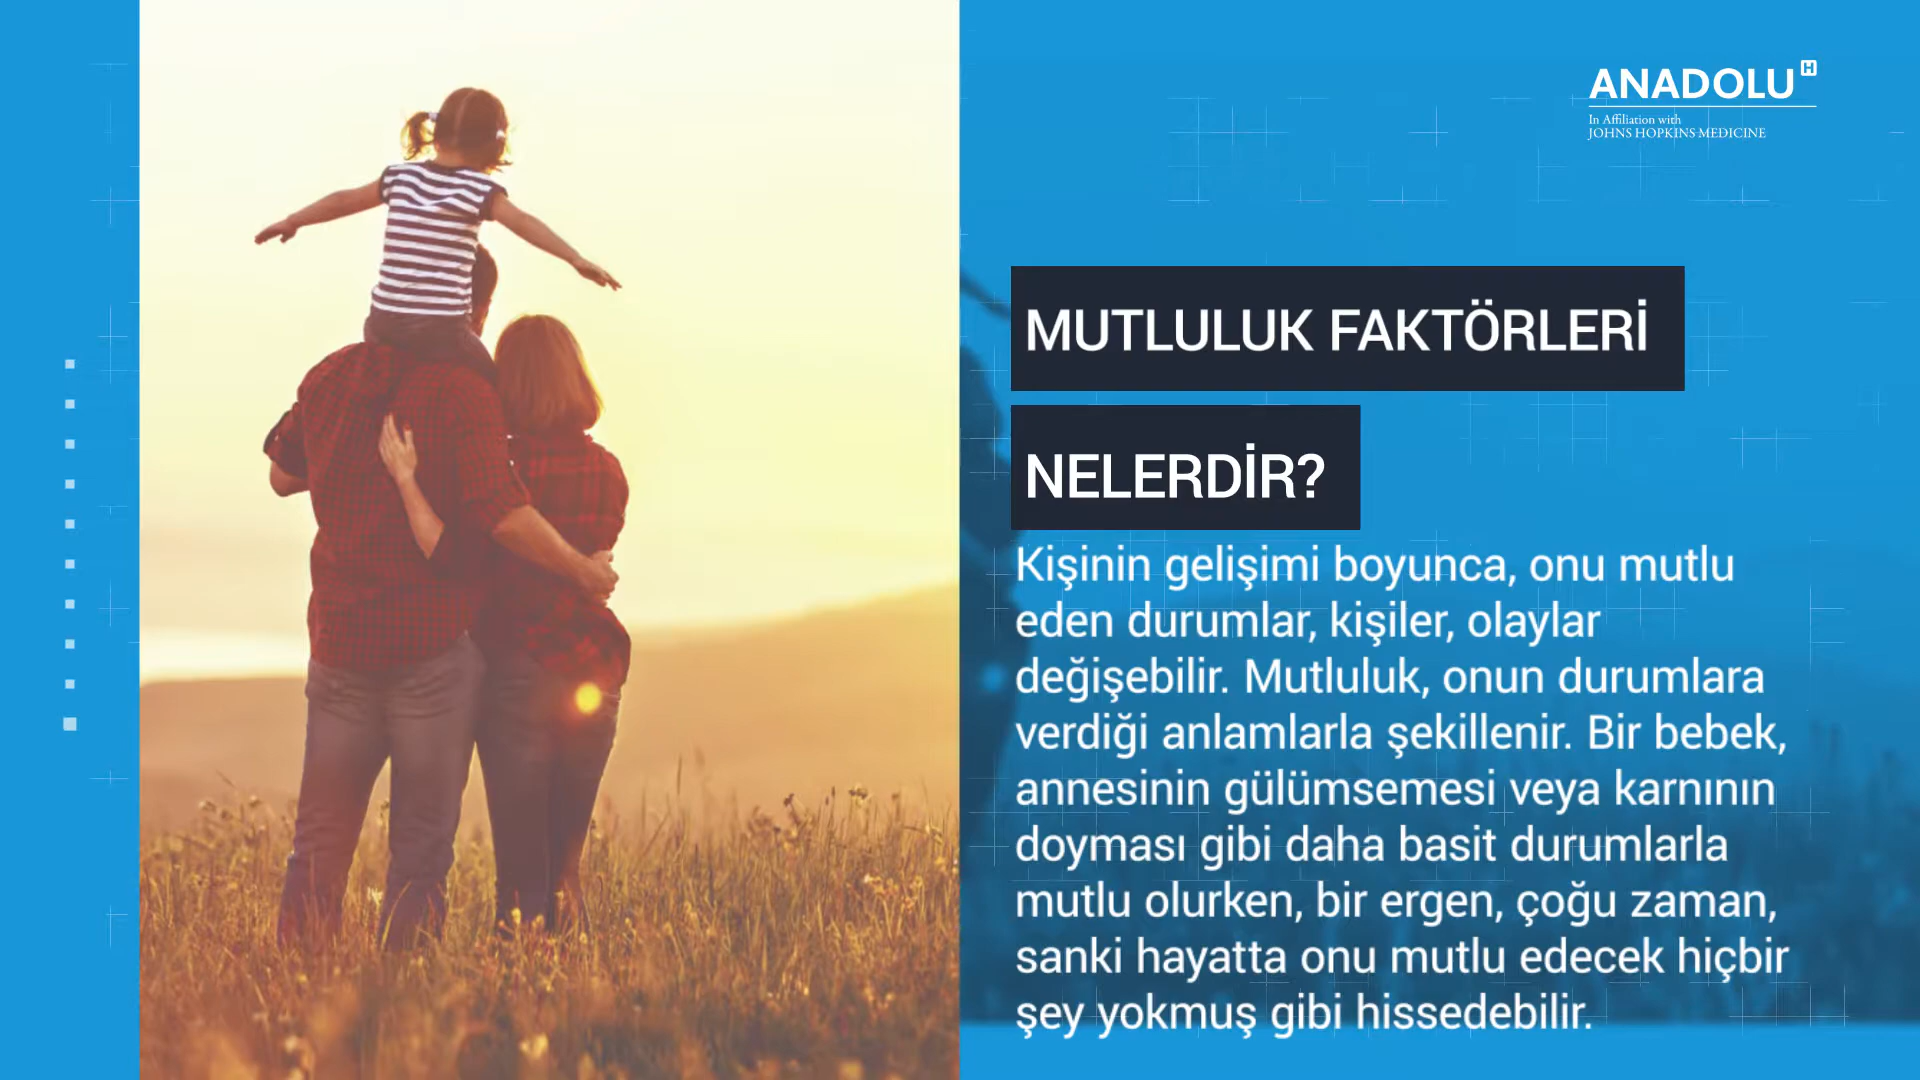 ANADOLU
H
In Affiliation with
JOHNS HOPKINS MEDICINE
MUTLULUK FAKTÖRLERİ
NELERDİR?
Kişinin gelişimi boyunca, onu mutlu
eden durumlar, kişiler, olaylar
değişebilir. Mutluluk, onun durumlara
verdiği anlamlarla şekillenir. Bir bebek,
annesinin gülümsemesi veya karnının
doyması gibi daha basit durumlarla
mutlu olurken, bir ergen, çoğu zaman,
sanki hayatta onu mutlu edecek hiçbir
şey yokmuş gibi hissedebilir.